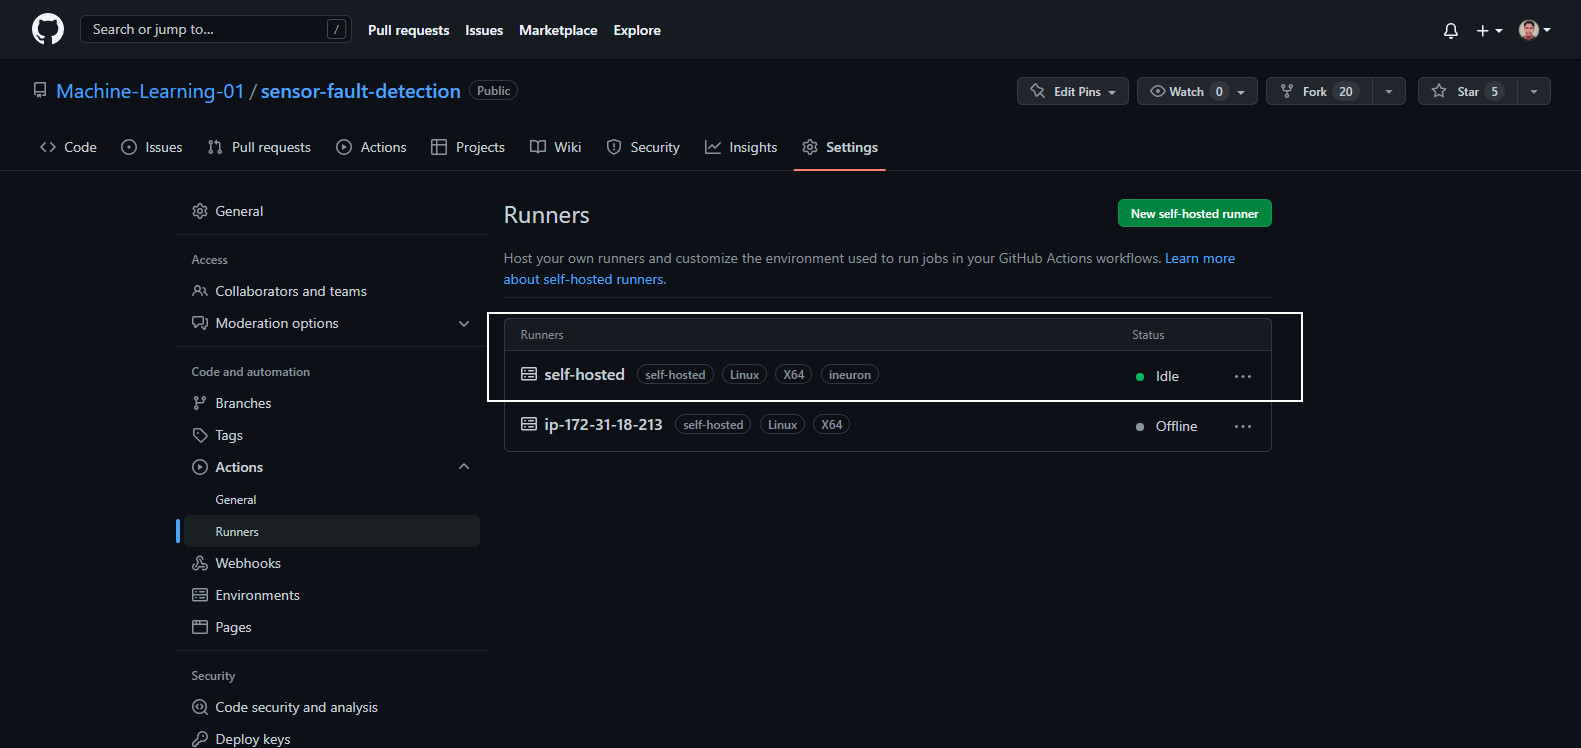 Search or jump to... / Pull requests Issues Marketplace Explore
Machine-Learning-01 / sensor-fault-detection Public Edit Pins Watch 0 Fork 20 Star 5
Code Issues Pull requests Actions Projects Wiki Security Insights Settings
General
Access
Collaborators and teams
Moderation options
Code and automation
Branches
Tags
Actions
General
Runners
Webhooks
Environments
Pages
Security
Code security and analysis
Deploy keys
Runners New self-hosted runner
Host your own runners and customize the environment used to run jobs in your GitHub Actions workflows. Learn more
about self-hosted runners.
Runners Status
self-hosted self-hosted Linux X64 ineuron Idle
ip-172-31-18-213 self-hosted Linux X64 Offline